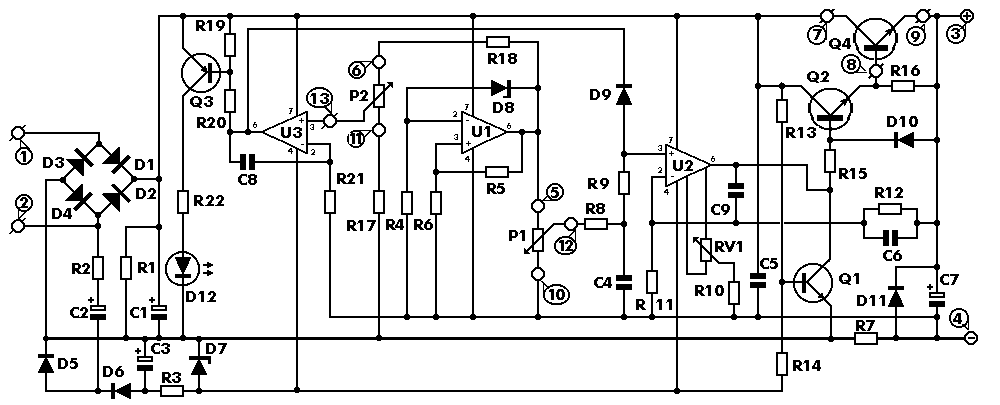 R19
7
9
3
Q4
8
R16
6
R18
Q2
Q3
R20
13
P2
D8
D9
7
+
3
6
U3
-
4
2
11
7
2
-
U1
6
3
+
4
R13
D10
1
D3
D1
D4
D2
2
C8
R21
R5
7
3
+
U2
6
2
-
4
R15
R22
R17
R4
R6
5
P1
12
R8
R9
C9
R12
C6
D12
R2
R1
10
C4
R 11
RV1
R10
C5
Q1
D11
C7
+
C2
+
C1
+
4
R7
D5
+
C3
D7
D6
R3
R14